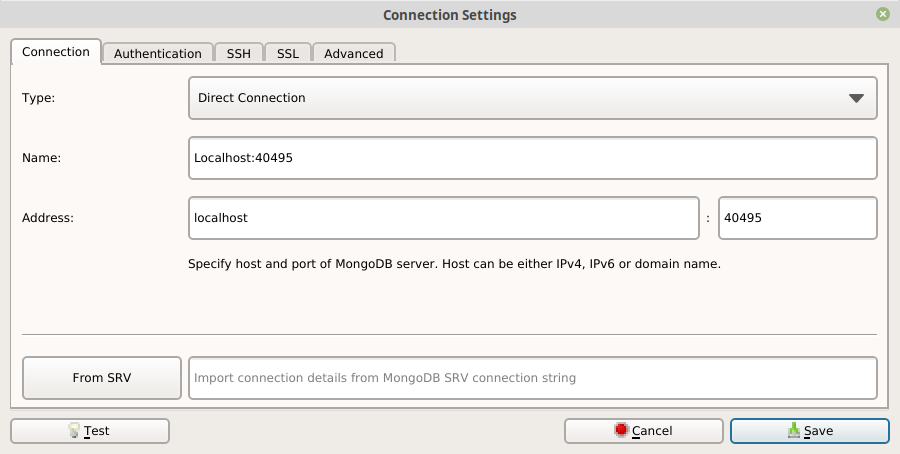 Connection Settings
Connection Authentication SSH SSL Advanced
Type: Direct Connection
Name: Localhost:40495
Address: localhost : 40495
Specify host and port of MongoDB server. Host can be either IPv4, IPv6 or domain name.
From SRV Import connection details from MongoDB SRV connection string
Test Cancel Save